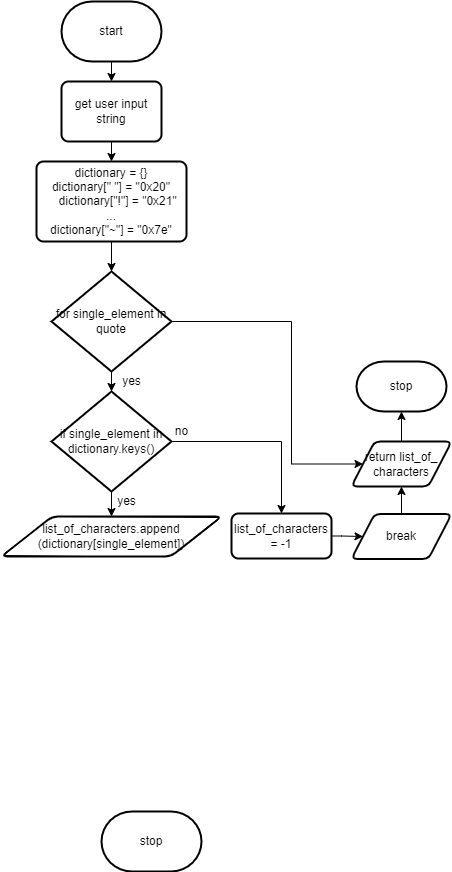 start
get user input
string
dictionary = {}
dictionary[" "] = "0x20"
dictionary["!"] = "0x21"
...
dictionary["~"] = "0x7e"
for single_element in
quote
yes
if single_element in
dictionary.keys()
no
yes
list_of_characters.append
(dictionary[single_element])
list_of_characters
= -1
break
return list_of_
characters
stop
stop